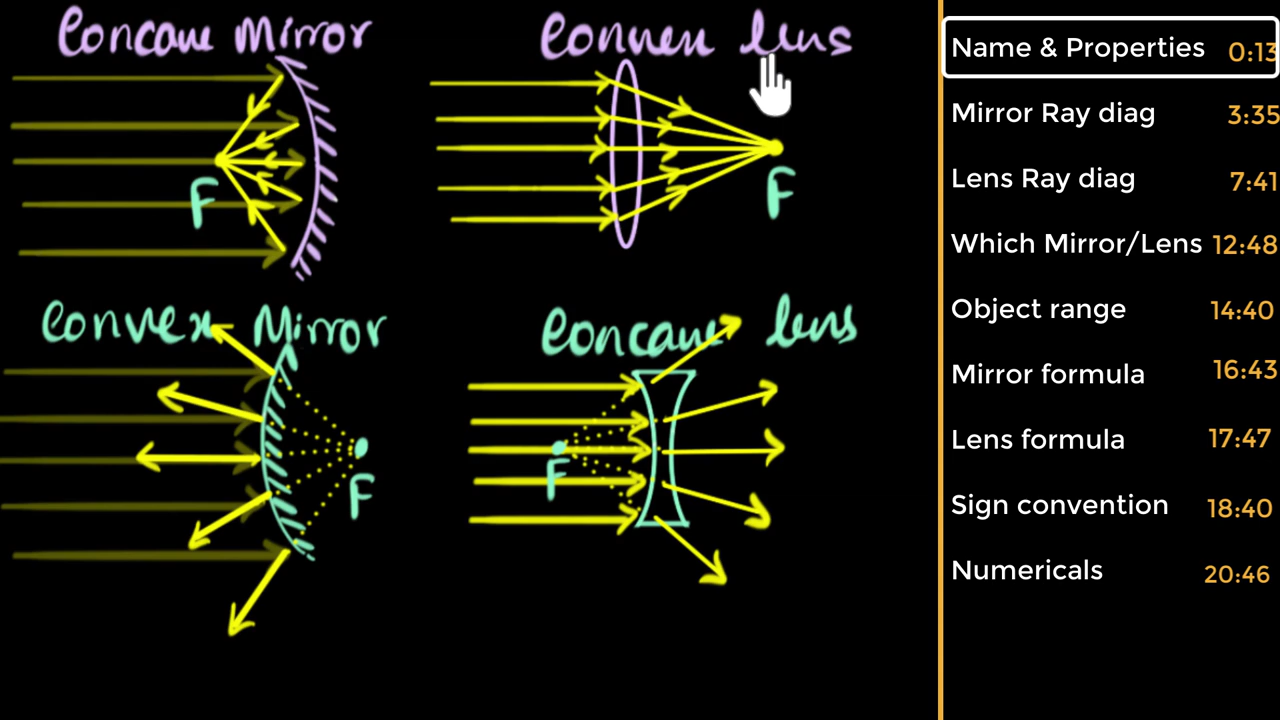 Concave Mirror
Convex lens
F
F
Convex Mirror
Concave lens
F
F
Name & Properties 0:13
Mirror Ray diag 3:35
Lens Ray diag 7:41
Which Mirror/Lens 12:48
Object range 14:40
Mirror formula 16:43
Lens formula 17:47
Sign convention 18:40
Numericals 20:46